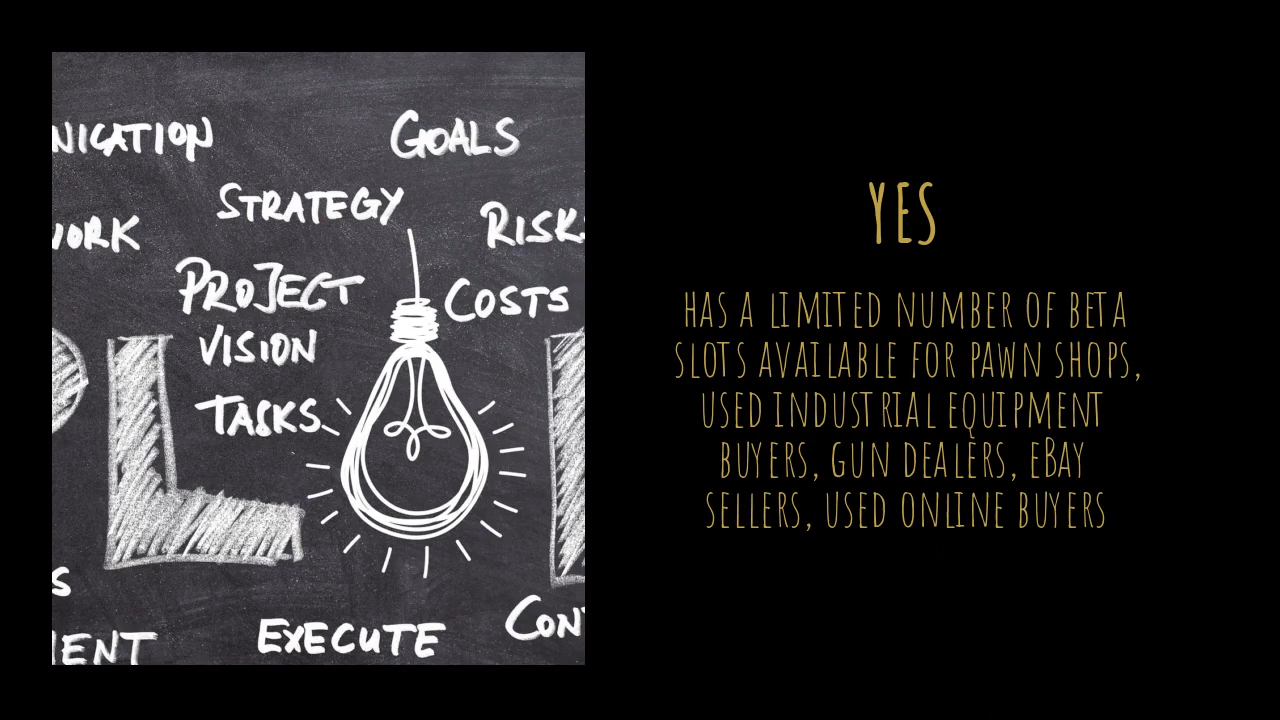 NICATION
GOALS
STRATEGY
RISK
WORK
PROJECT
COSTS
VISION
TASKS
L
S
MENT
EXECUTE
CON
YES
HAS A LIMITED NUMBER OF BETA
SLOTS AVAILABLE FOR PAWN SHOPS,
USED INDUSTRIAL EQUIPMENT
BUYERS, GUN DEALERS, EBAY
SELLERS, USED ONLINE BUYERS